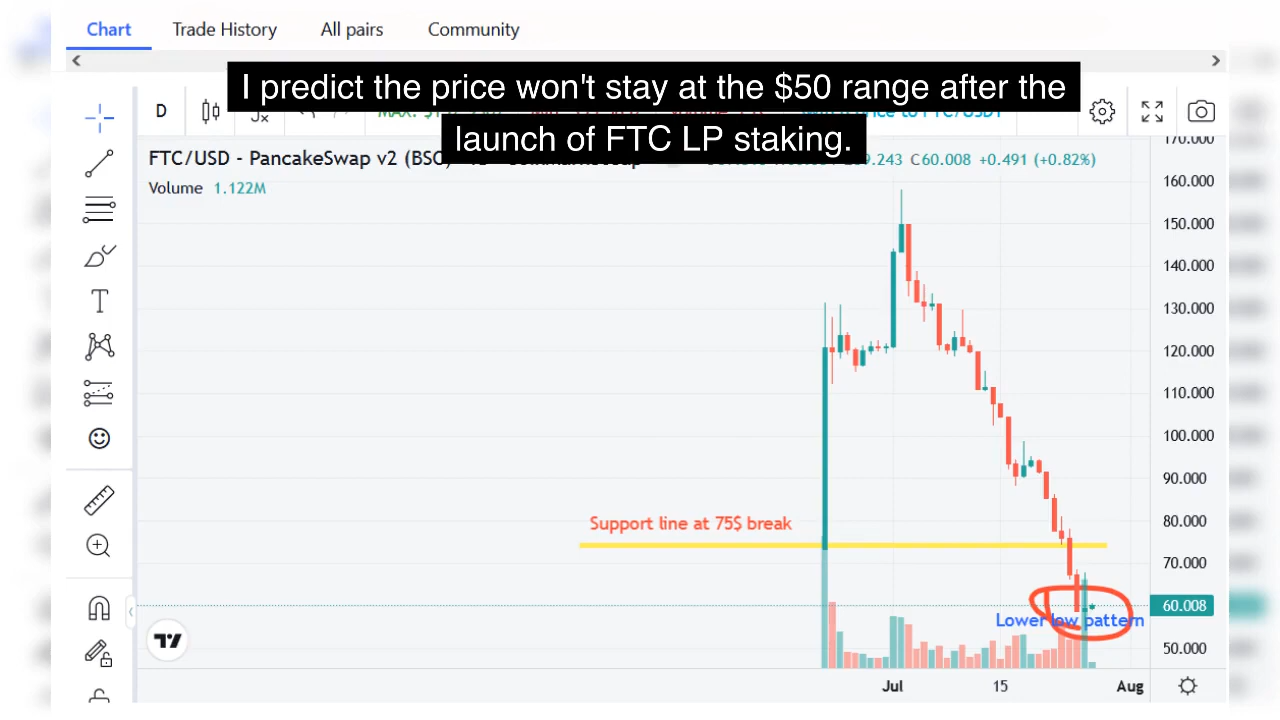 Chart Trade History All pairs Community
I predict the price won't stay at the $50 range after the
launch of FTC LP staking.
D
170.000
FTC/USD - PancakeSwap v2 (BSC) C60.008 +0.491 (+0.82%)
160.000
Volume 1.122M
150.000
140.000
130.000
120.000
110.000
100.000
90.000
80.000
Support line at 75$ break
70.000
60.008
Lower low pattern
50.000
Jul 15 Aug